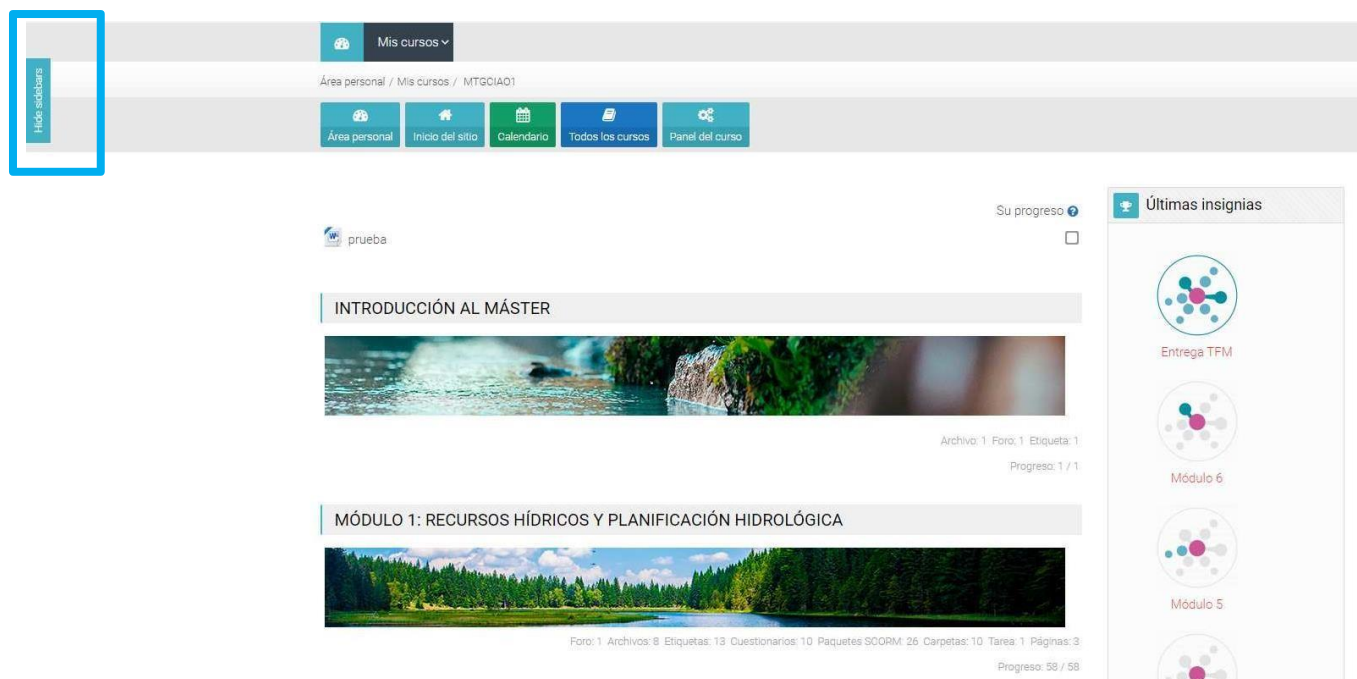 Mis cursos
Hide sidebars
Área personal / Mis cursos / MTGCIAO1
Área personal
Inicio del sitio
Calendario
Todos los cursos
Panel del curso
Su progreso
prueba
INTRODUCCIÓN AL MÁSTER
Archivo: 1 Foro: 1 Etiqueta: 1
Progreso: 1 / 1
MÓDULO 1: RECURSOS HÍDRICOS Y PLANIFICACIÓN HIDROLÓGICA
Foro: 1 Archivos: 8 Etiquetas: 13 Cuestionarios: 10 Paquetes SCORM: 26 Carpetas: 10 Tarea: 1 Páginas: 3
Progreso: 58 / 58
Últimas insignias
Entrega TFM
Módulo 6
Módulo 5